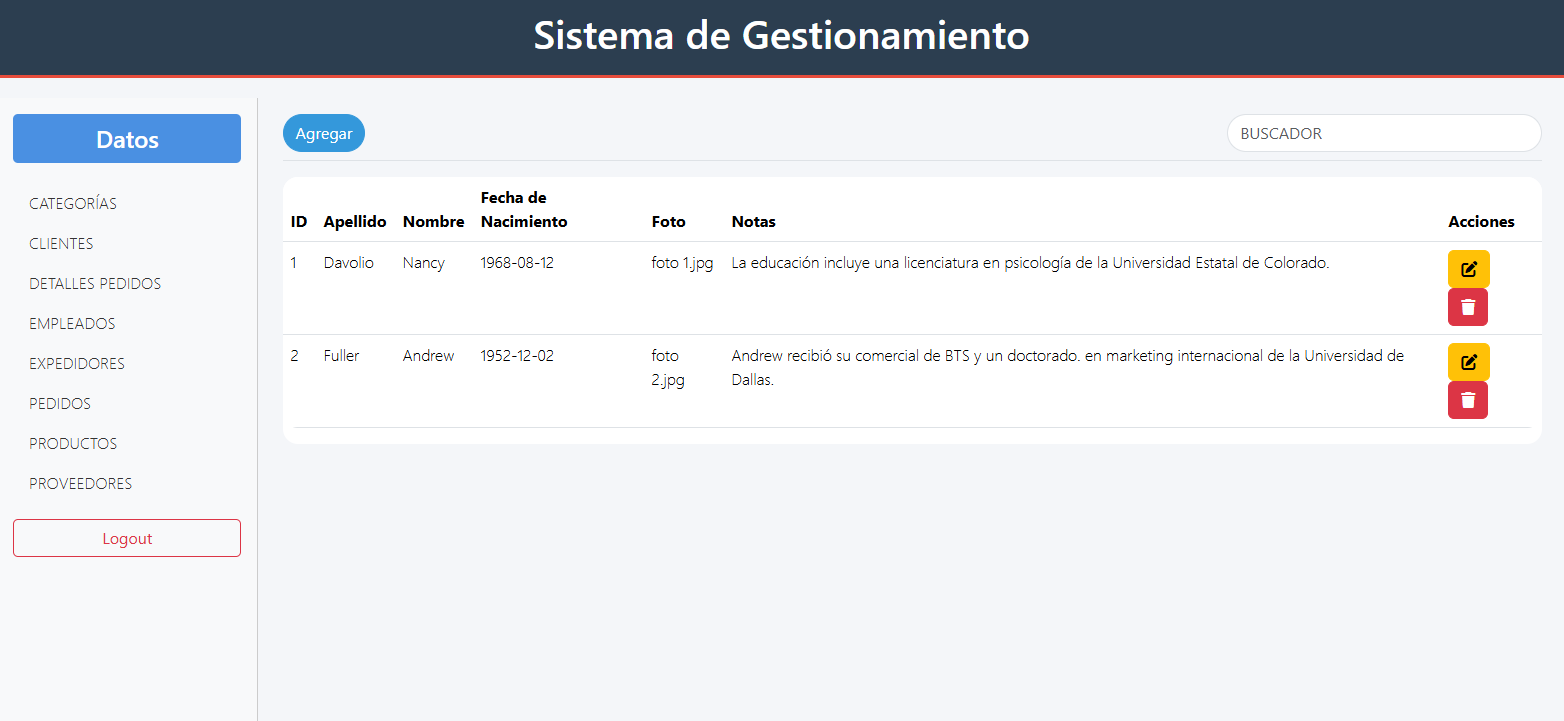 Sistema de Gestionamiento
Datos
CATEGORÍAS
CLIENTES
DETALLES PEDIDOS
EMPLEADOS
EXPEDIDORES
PEDIDOS
PRODUCTOS
PROVEEDORES
Logout
Agregar
BUSCADOR
Fecha de
ID Apellido Nombre Nacimiento Foto Notas Acciones
1 Davolio Nancy 1968-08-12 foto 1.jpg La educación incluye una licenciatura en psicología de la Universidad Estatal de Colorado.
2 Fuller Andrew 1952-12-02 foto Andrew recibió su comercial de BTS y un doctorado. en marketing internacional de la Universidad de
2.jpg Dallas.